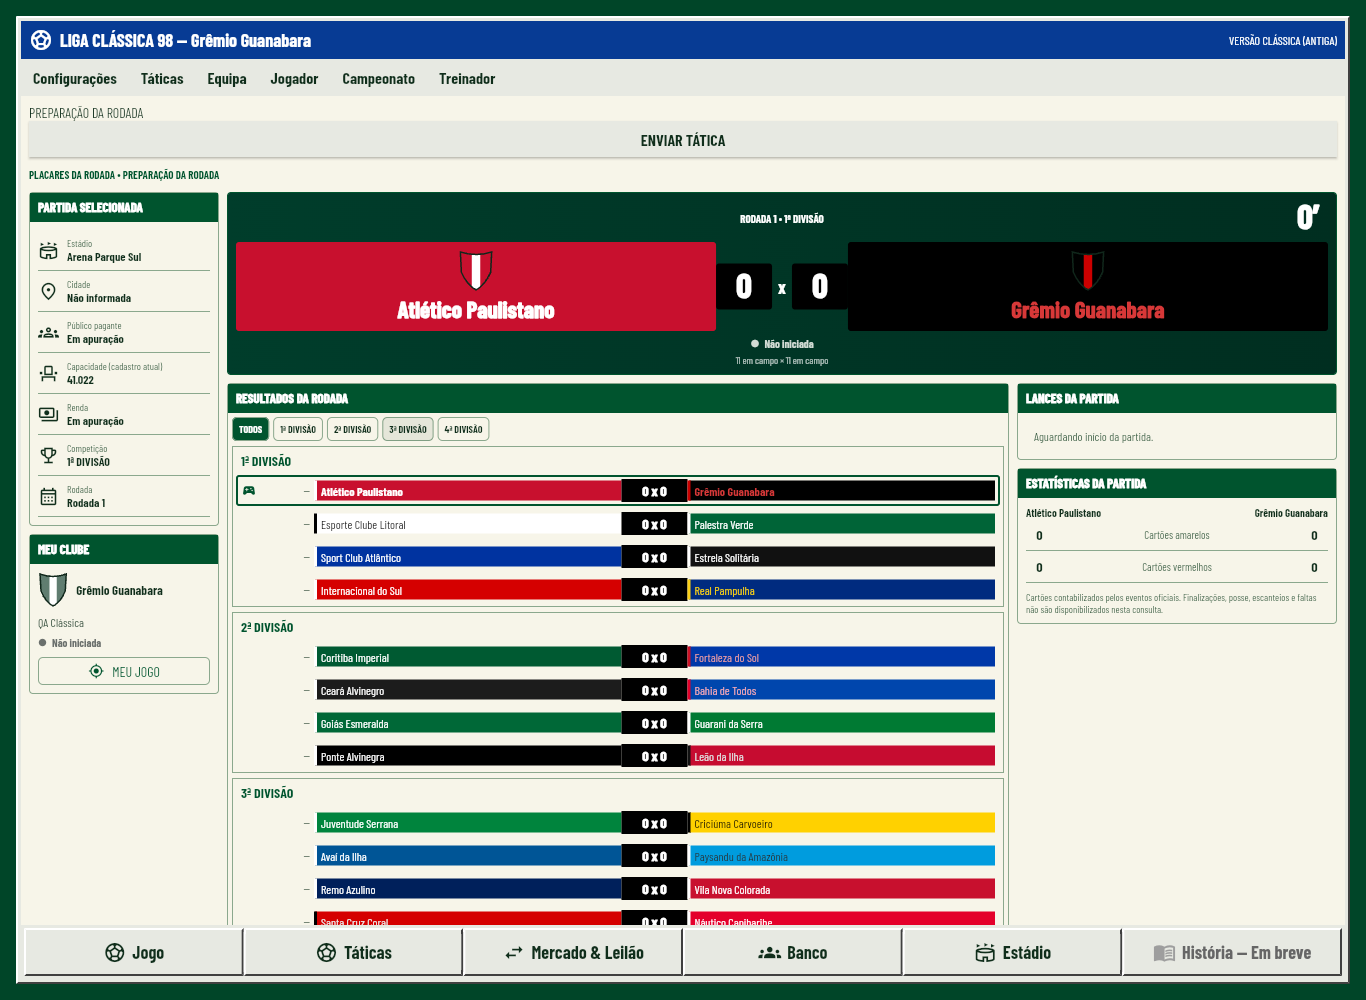 LIGA CLÁSSICA 98 — Grêmio Guanabara
VERSÃO CLÁSSICA (ANTIGA)
Configurações Táticas Equipa Jogador Campeonato Treinador
PREPARAÇÃO DA RODADA
ENVIAR TÁTICA
PLACARES DA RODADA • PREPARAÇÃO DA RODADA
PARTIDA SELECIONADA
Estádio
Arena Parque Sul
Cidade
Não informada
Público pagante
Em apuração
Capacidade (cadastro atual)
41.022
Renda
Em apuração
Competição
1ª DIVISÃO
Rodada
Rodada 1
MEU CLUBE
Grêmio Guanabara
QA Clássica
Não iniciada
MEU JOGO
RODADA 1 • 1ª DIVISÃO
0’
Atlético Paulistano
0 x 0
Grêmio Guanabara
Não iniciada
11 em campo × 11 em campo
RESULTADOS DA RODADA
TODOS 1ª DIVISÃO 2ª DIVISÃO 3ª DIVISÃO 4ª DIVISÃO
1ª DIVISÃO
– Atlético Paulistano 0 x 0 Grêmio Guanabara
– Esporte Clube Litoral 0 x 0 Palestra Verde
– Sport Club Atlântico 0 x 0 Estrela Solitária
– Internacional do Sul 0 x 0 Real Pampulha
2ª DIVISÃO
– Coritiba Imperial 0 x 0 Fortaleza do Sol
– Ceará Alvinegro 0 x 0 Bahia de Todos
– Goiás Esmeralda 0 x 0 Guarani da Serra
– Ponte Alvinegra 0 x 0 Leão da Ilha
3ª DIVISÃO
– Juventude Serrana 0 x 0 Criciúma Carvoeiro
– Avaí da Ilha 0 x 0 Paysandu da Amazônia
– Remo Azulino 0 x 0 Vila Nova Colorada
– Santa Cruz Coral 0 x 0 Náutico Capibaribe
LANCES DA PARTIDA
Aguardando início da partida.
ESTATÍSTICAS DA PARTIDA
Atlético Paulistano Grêmio Guanabara
0 Cartões amarelos 0
0 Cartões vermelhos 0
Cartões contabilizados pelos eventos oficiais. Finalizações, posse, escanteios e faltas
não são disponibilizados nesta consulta.
Jogo Táticas Mercado & Leilão Banco Estádio História — Em breve